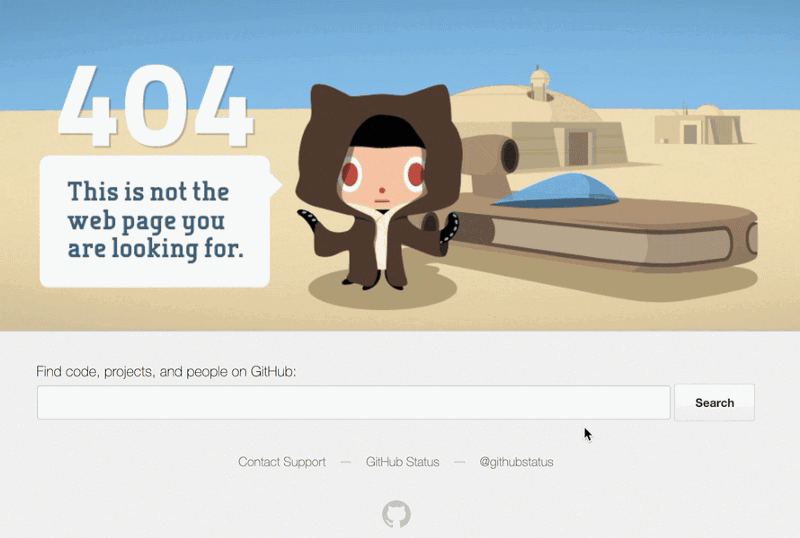 404
This is not the
web page you
are looking for.
Find code, projects, and people on GitHub:
Search
Contact Support — GitHub Status — @githubstatus